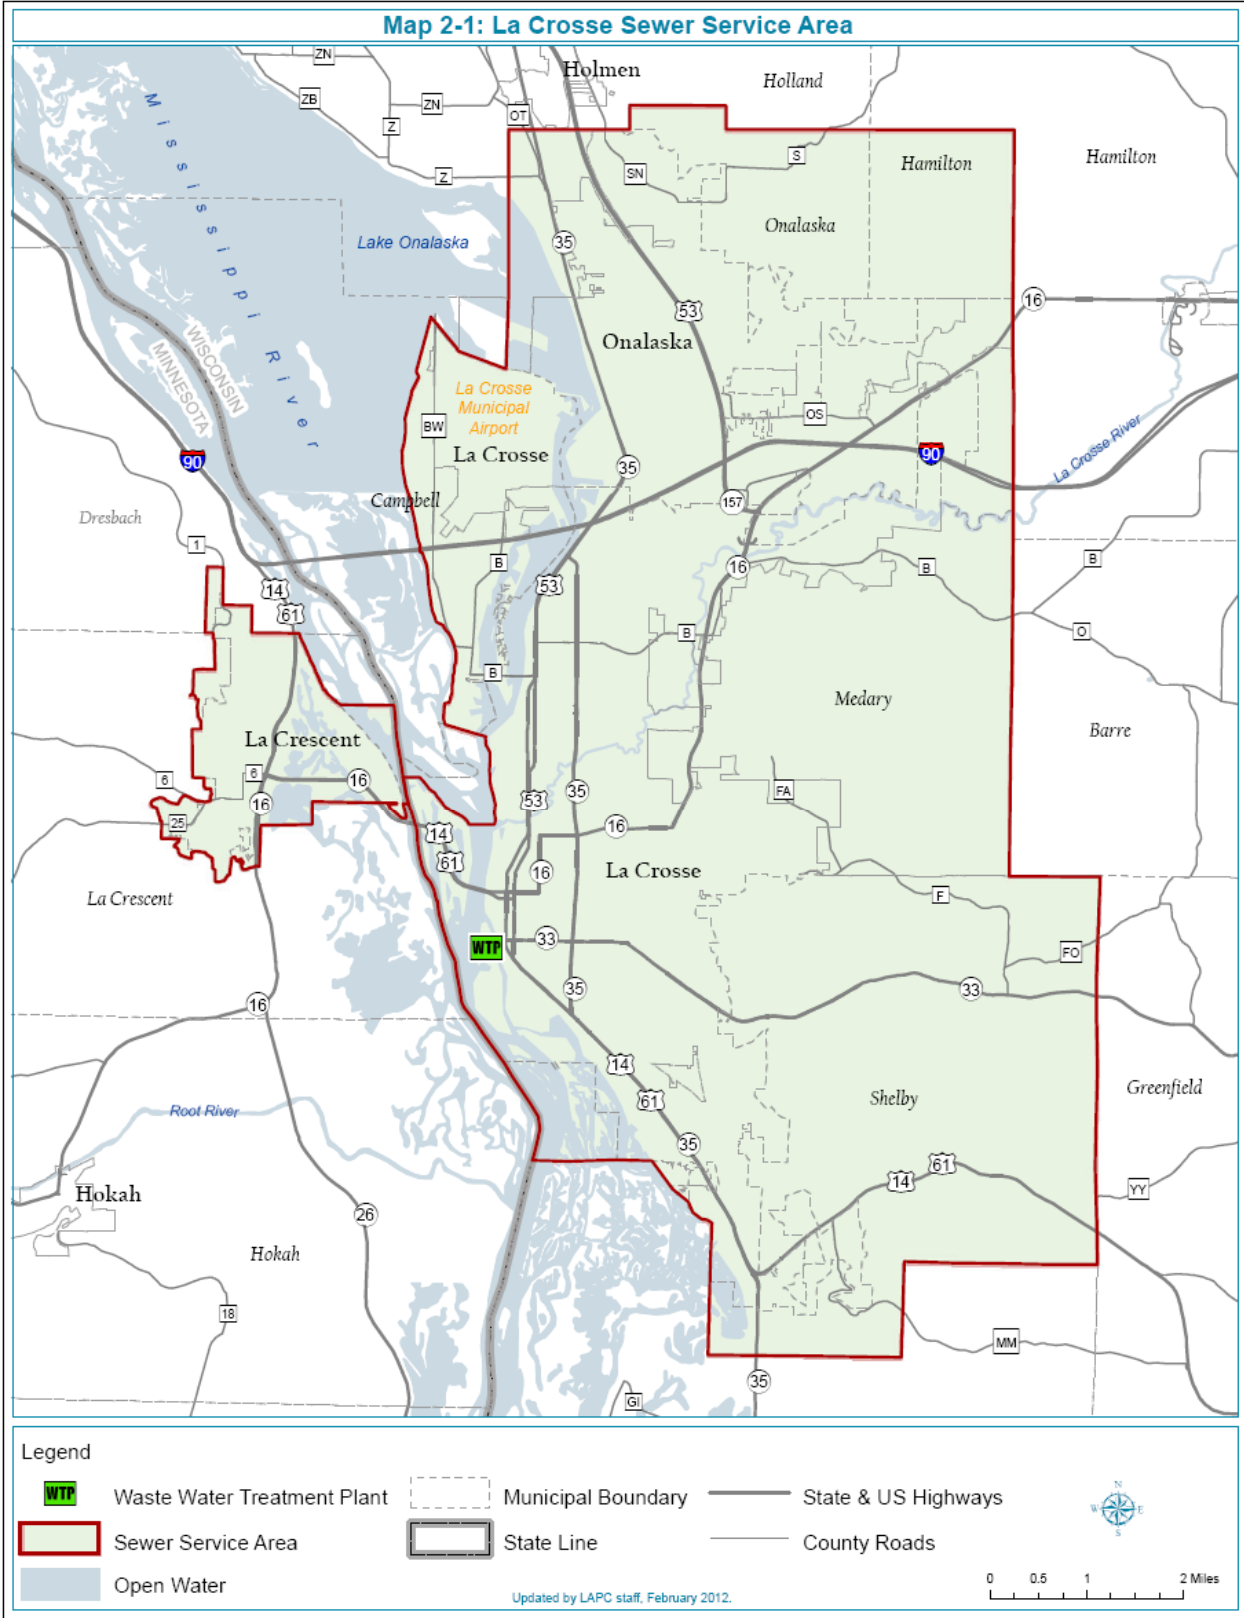 Map 2-1: La Crosse Sewer Service Area
ZN
Holmen
Holland
ZB
ZN
OT
Z
S
Hamilton
Hamilton
Z
SN
Mississippi River
Onalaska
Lake Onalaska
35
16
53
WISCONSIN
MINNESOTA
Onalaska
La Crosse
Municipal
Airport
BW
OS
La Crosse River
La Crosse
90
90
35
Campbell
157
Dresbach
1
B
16
B
B
14
53
61
B
O
B
Medary
Barre
La Crescent
6
6
16
16
25
FA
53
35
16
14
61
16
La Crosse
La Crescent
F
WTP
33
FO
35
33
16
14
Root River
61
Shelby
Greenfield
35
61
14
YY
Hokah
26
Hokah
18
MM
35
GI
Legend
WTP
Waste Water Treatment Plant
Municipal Boundary
State & US Highways
Sewer Service Area
State Line
County Roads
Open Water
N
W
E
S
0 0.5 1 2 Miles
Updated by LAPC staff, February 2012.